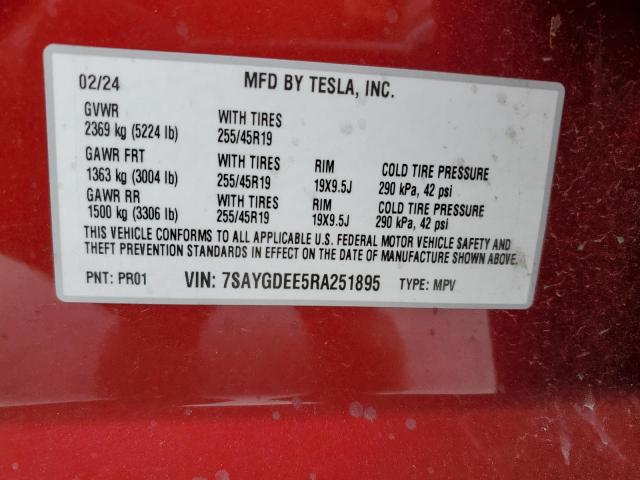 02/24 MFD BY TESLA, INC.
GVWR WITH TIRES
2369 kg (5224 lb) 255/45R19
GAWR FRT WITH TIRES RIM COLD TIRE PRESSURE
1363 kg (3004 lb) 255/45R19 19X9.5J 290 kPa, 42 psi
GAWR RR WITH TIRES RIM COLD TIRE PRESSURE
1500 kg (3306 lb) 255/45R19 19X9.5J 290 kPa, 42 psi
THIS VEHICLE CONFORMS TO ALL APPLICABLE U.S. FEDERAL MOTOR VEHICLE SAFETY AND
THEFT PREVENTION STANDARDS IN EFFECT ON THE DATE OF MANUFACTURE SHOWN ABOVE.
PNT: PR01 VIN: 7SAYGDEE5RA251895 TYPE: MPV